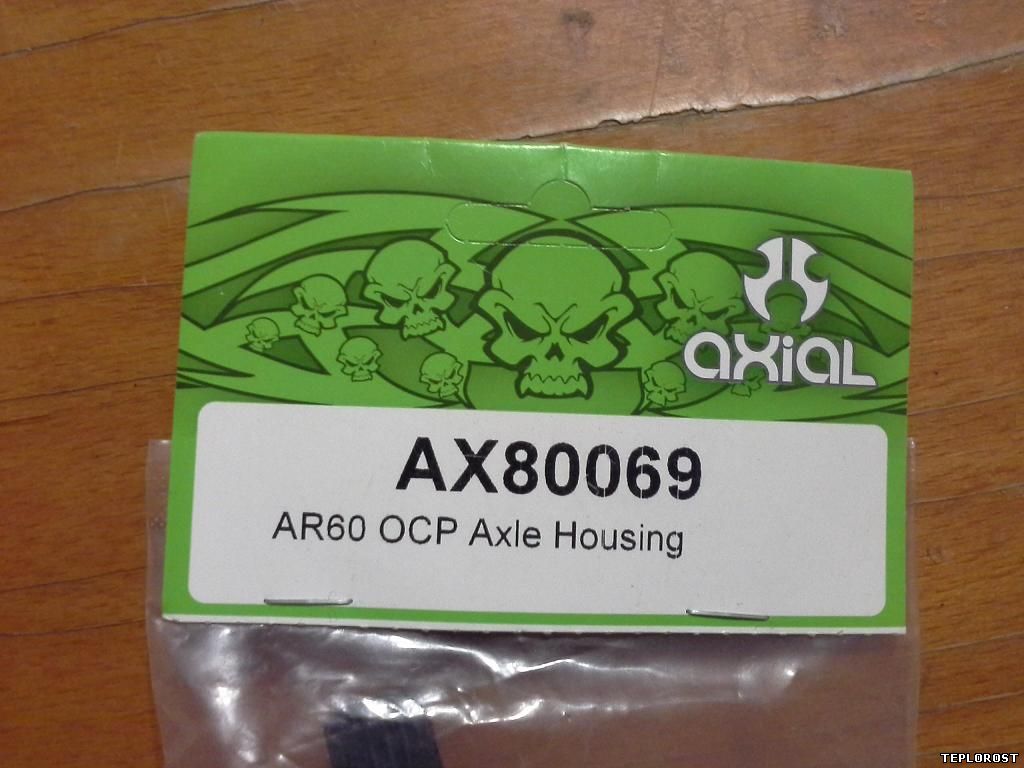 AXiAL
AX80069
AR60 OCP Axle Housing
TEPLOROST